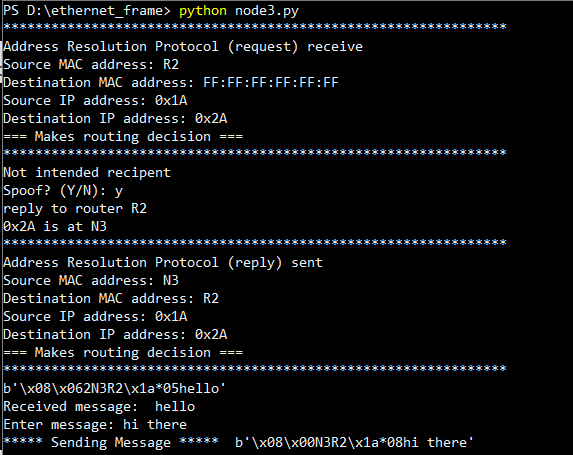 PS D:\ethernet_frame> python node3.py
***************************************************************
Address Resolution Protocol (request) receive
Source MAC address: R2
Destination MAC address: FF:FF:FF:FF:FF:FF
Source IP address: 0x1A
Destination IP address: 0x2A
=== Makes routing decision ===
***************************************************************
Not intended recipent
Spoof? (Y/N): y
reply to router R2
0x2A is at N3
***************************************************************
Address Resolution Protocol (reply) sent
Source MAC address: N3
Destination MAC address: R2
Source IP address: 0x1A
Destination IP address: 0x2A
=== Makes routing decision ===
***************************************************************
b'\x08\x062N3R2\x1a*05hello'
Received message:  hello
Enter message: hi there
***** Sending Message *****  b'\x08\x00N3R2\x1a*08hi there'